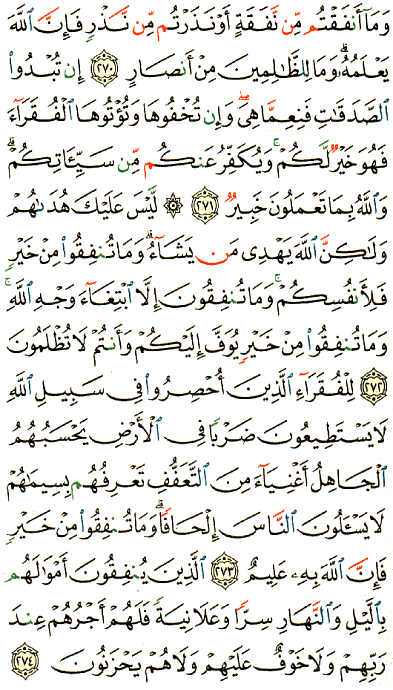 وَمَآ أَنفَقۡتُم مِّن نَّفَقَةٍ أَوۡ نَذَرۡتُم مِّن نَّذۡرٖ فَإِنَّ ٱللَّهَ
يَعۡلَمُهُۥۗ وَمَا لِلظَّٰلِمِينَ مِنۡ أَنصَارٍ ٢٧٠ إِن تُبۡدُواْ
ٱلصَّدَقَٰتِ فَنِعِمَّا هِيَۖ وَإِن تُخۡفُوهَا وَتُؤۡتُوهَا ٱلۡفُقَرَآءَ
فَهُوَ خَيۡرٞ لَّكُمۡۚ وَيُكَفِّرُ عَنكُم مِّن سَيِّـَٔاتِكُمۡۗ
وَٱللَّهُ بِمَا تَعۡمَلُونَ خَبِيرٞ ٢٧١ ۞ لَّيۡسَ عَلَيۡكَ هُدَىٰهُمۡ
وَلَٰكِنَّ ٱللَّهَ يَهۡدِي مَن يَشَآءُۗ وَمَا تُنفِقُواْ مِنۡ خَيۡرٖ
فَلِأَنفُسِكُمۡۚ وَمَا تُنفِقُونَ إِلَّا ٱبۡتِغَآءَ وَجۡهِ ٱللَّهِۚ
وَمَا تُنفِقُواْ مِنۡ خَيۡرٖ يُوَفَّ إِلَيۡكُمۡ وَأَنتُمۡ لَا تُظۡلَمُونَ
٢٧٢ لِلۡفُقَرَآءِ ٱلَّذِينَ أُحۡصِرُواْ فِي سَبِيلِ ٱللَّهِ
لَا يَسۡتَطِيعُونَ ضَرۡبٗا فِي ٱلۡأَرۡضِ يَحۡسَبُهُمُ
ٱلۡجَاهِلُ أَغۡنِيَآءَ مِنَ ٱلتَّعَفُّفِ تَعۡرِفُهُم بِسِيمَٰهُمۡ
لَا يَسۡـَٔلُونَ ٱلنَّاسَ إِلۡحَافٗاۗ وَمَا تُنفِقُواْ مِنۡ خَيۡرٖ
فَإِنَّ ٱللَّهَ بِهِۦ عَلِيمٌ ٢٧٣ ٱلَّذِينَ يُنفِقُونَ أَمۡوَٰلَهُم
بِٱلَّيۡلِ وَٱلنَّهَارِ سِرّٗا وَعَلَانِيَةٗ فَلَهُمۡ أَجۡرُهُمۡ عِندَ
رَبِّهِمۡ وَلَا خَوۡفٌ عَلَيۡهِمۡ وَلَا هُمۡ يَحۡزَنُونَ ٢٧٤